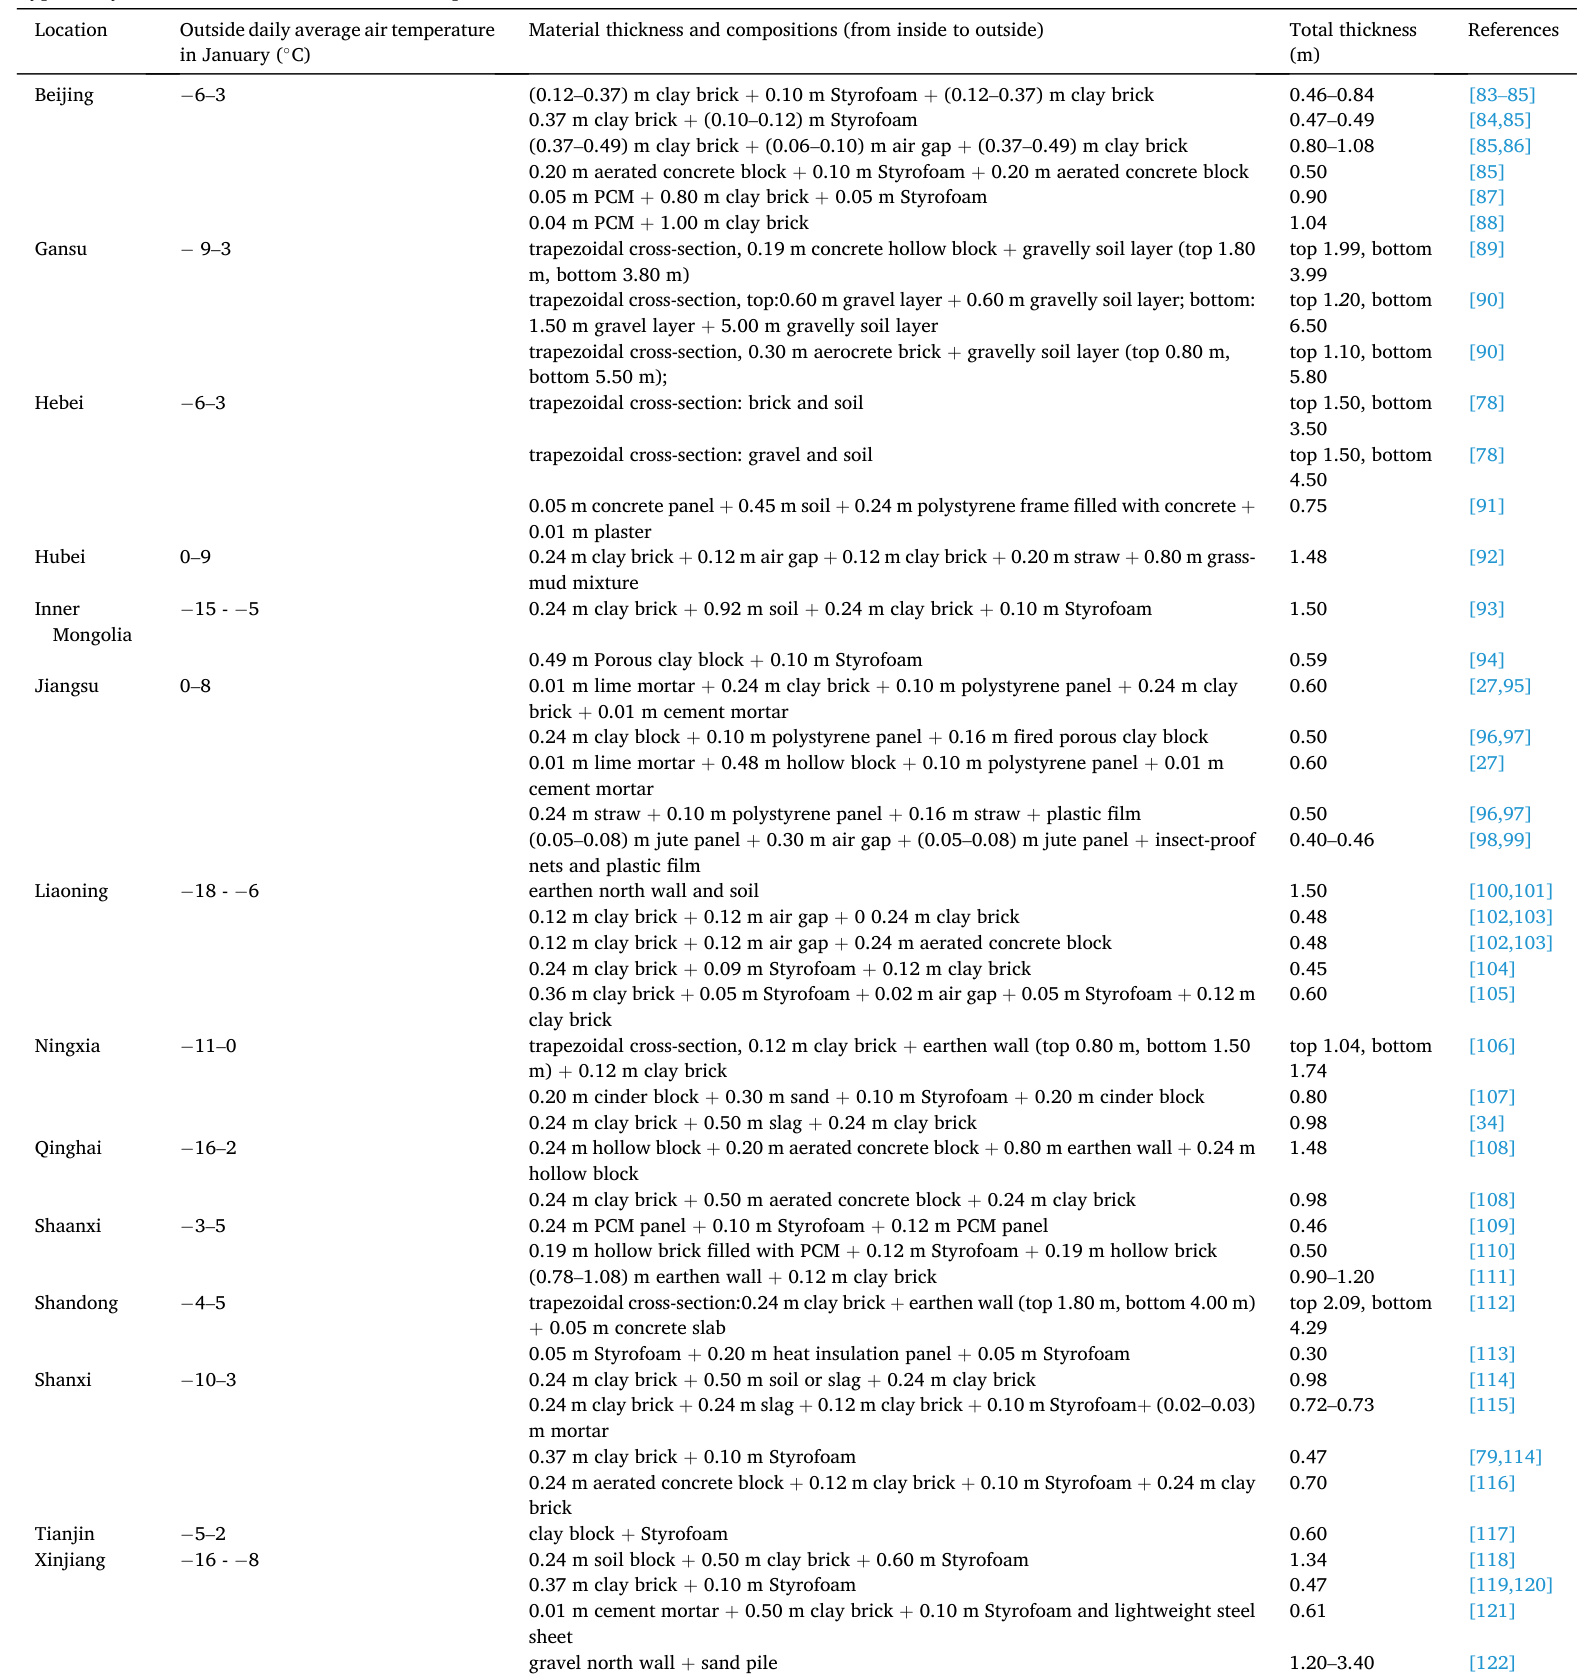 Location Outside daily average air temperature Material thickness and compositions (from inside to outside) Total thickness References
in January (°C) (m)
Beijing −6–3 (0.12–0.37) m clay brick + 0.10 m Styrofoam + (0.12–0.37) m clay brick 0.46–0.84 [83–85]
0.37 m clay brick + (0.10–0.12) m Styrofoam 0.47–0.49 [84,85]
(0.37–0.49) m clay brick + (0.06–0.10) m air gap + (0.37–0.49) m clay brick 0.80–1.08 [85,86]
0.20 m aerated concrete block + 0.10 m Styrofoam + 0.20 m aerated concrete block 0.50 [85]
0.05 m PCM + 0.80 m clay brick + 0.05 m Styrofoam 0.90 [87]
0.04 m PCM + 1.00 m clay brick 1.04 [88]
Gansu − 9–3 trapezoidal cross-section, 0.19 m concrete hollow block + gravelly soil layer (top 1.80 top 1.99, bottom [89]
m, bottom 3.80 m) 3.99
trapezoidal cross-section, top:0.60 m gravel layer + 0.60 m gravelly soil layer; bottom: top 1.20, bottom [90]
1.50 m gravel layer + 5.00 m gravelly soil layer 6.50
trapezoidal cross-section, 0.30 m aerocrete brick + gravelly soil layer (top 0.80 m, top 1.10, bottom [90]
bottom 5.50 m); 5.80
Hebei −6–3 trapezoidal cross-section: brick and soil top 1.50, bottom [78]
3.50
trapezoidal cross-section: gravel and soil top 1.50, bottom [78]
4.50
0.05 m concrete panel + 0.45 m soil + 0.24 m polystyrene frame filled with concrete + 0.75 [91]
0.01 m plaster
Hubei 0–9 0.24 m clay brick + 0.12 m air gap + 0.12 m clay brick + 0.20 m straw + 0.80 m grass- 1.48 [92]
mud mixture
Inner −15 - −5 0.24 m clay brick + 0.92 m soil + 0.24 m clay brick + 0.10 m Styrofoam 1.50 [93]
Mongolia
0.49 m Porous clay block + 0.10 m Styrofoam 0.59 [94]
Jiangsu 0–8 0.01 m lime mortar + 0.24 m clay brick + 0.10 m polystyrene panel + 0.24 m clay 0.60 [27,95]
brick + 0.01 m cement mortar
0.24 m clay block + 0.10 m polystyrene panel + 0.16 m fired porous clay block 0.50 [96,97]
0.01 m lime mortar + 0.48 m hollow block + 0.10 m polystyrene panel + 0.01 m 0.60 [27]
cement mortar
0.24 m straw + 0.10 m polystyrene panel + 0.16 m straw + plastic film 0.50 [96,97]
(0.05–0.08) m jute panel + 0.30 m air gap + (0.05–0.08) m jute panel + insect-proof 0.40–0.46 [98,99]
nets and plastic film
Liaoning −18 - −6 earthen north wall and soil 1.50 [100,101]
0.12 m clay brick + 0.12 m air gap + 0 0.24 m clay brick 0.48 [102,103]
0.12 m clay brick + 0.12 m air gap + 0.24 m aerated concrete block 0.48 [102,103]
0.24 m clay brick + 0.09 m Styrofoam + 0.12 m clay brick 0.45 [104]
0.36 m clay brick + 0.05 m Styrofoam + 0.02 m air gap + 0.05 m Styrofoam + 0.12 m 0.60 [105]
clay brick
Ningxia −11–0 trapezoidal cross-section, 0.12 m clay brick + earthen wall (top 0.80 m, bottom 1.50 top 1.04, bottom [106]
m) + 0.12 m clay brick 1.74
0.20 m cinder block + 0.30 m sand + 0.10 m Styrofoam + 0.20 m cinder block 0.80 [107]
0.24 m clay brick + 0.50 m slag + 0.24 m clay brick 0.98 [34]
Qinghai −16–2 0.24 m hollow block + 0.20 m aerated concrete block + 0.80 m earthen wall + 0.24 m 1.48 [108]
hollow block
0.24 m clay brick + 0.50 m aerated concrete block + 0.24 m clay brick 0.98 [108]
Shaanxi −3–5 0.24 m PCM panel + 0.10 m Styrofoam + 0.12 m PCM panel 0.46 [109]
0.19 m hollow brick filled with PCM + 0.12 m Styrofoam + 0.19 m hollow brick 0.50 [110]
(0.78–1.08) m earthen wall + 0.12 m clay brick 0.90–1.20 [111]
Shandong −4–5 trapezoidal cross-section:0.24 m clay brick + earthen wall (top 1.80 m, bottom 4.00 m) top 2.09, bottom [112]
+ 0.05 m concrete slab 4.29
0.05 m Styrofoam + 0.20 m heat insulation panel + 0.05 m Styrofoam 0.30 [113]
Shanxi −10–3 0.24 m clay brick + 0.50 m soil or slag + 0.24 m clay brick 0.98 [114]
0.24 m clay brick + 0.24 m slag + 0.12 m clay brick + 0.10 m Styrofoam+ (0.02–0.03) 0.72–0.73 [115]
m mortar
0.37 m clay brick + 0.10 m Styrofoam 0.47 [79,114]
0.24 m aerated concrete block + 0.12 m clay brick + 0.10 m Styrofoam + 0.24 m clay 0.70 [116]
brick
Tianjin −5–2 clay block + Styrofoam 0.60 [117]
Xinjiang −16 - −8 0.24 m soil block + 0.50 m clay brick + 0.60 m Styrofoam 1.34 [118]
0.37 m clay brick + 0.10 m Styrofoam 0.47 [119,120]
0.01 m cement mortar + 0.50 m clay brick + 0.10 m Styrofoam and lightweight steel 0.61 [121]
sheet
gravel north wall + sand pile 1.20–3.40 [122]